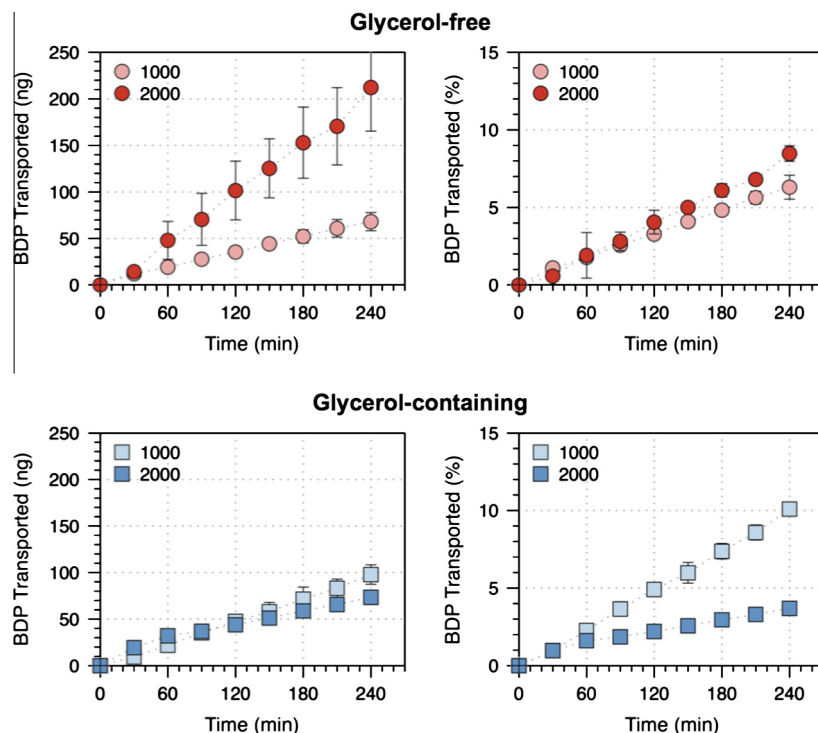 Glycerol-free
BDP Transported (ng)
250
200
150
100
50
0
1000
2000
0 60 120 180 240
Time (min)
BDP Transported (%)
15
10
5
0
1000
2000
0 60 120 180 240
Time (min)
Glycerol-containing
BDP Transported (ng)
250
200
150
100
50
0
1000
2000
0 60 120 180 240
Time (min)
BDP Transported (%)
15
10
5
0
1000
2000
0 60 120 180 240
Time (min)